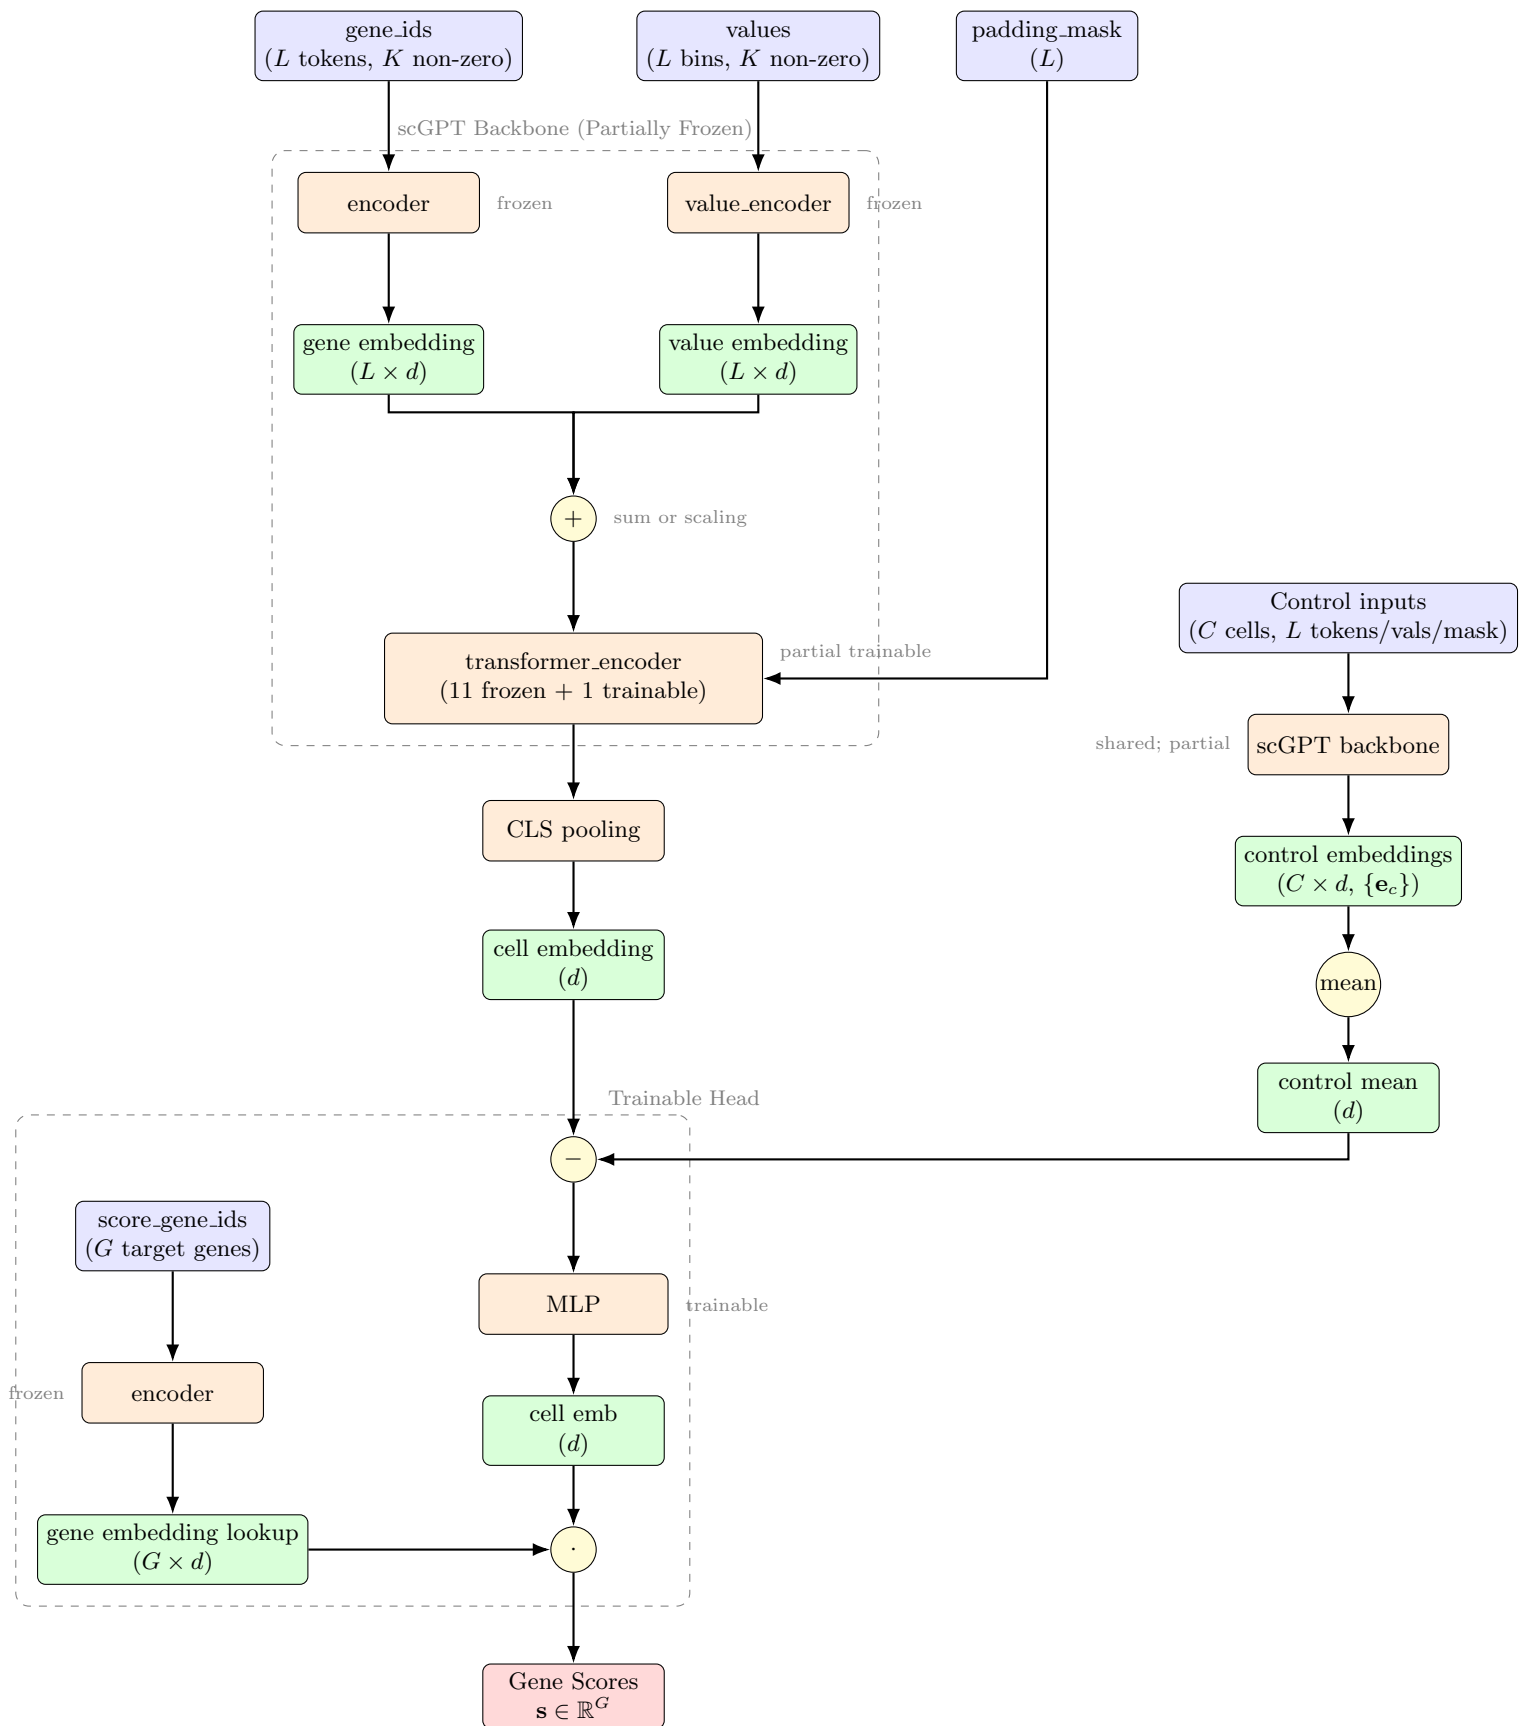 gene_ids
(L tokens, K non-zero)
values
(L bins, K non-zero)
padding_mask
(L)
scGPT Backbone (Partially Frozen)
encoder
frozen
value_encoder
frozen
gene embedding
(L × d)
value embedding
(L × d)
+
sum or scaling
Control inputs
(C cells, L tokens/vals/mask)
transformer_encoder
(11 frozen + 1 trainable)
partial trainable
shared; partial
scGPT backbone
CLS pooling
control embeddings
(C × d, {e_c})
cell embedding
(d)
mean
control mean
(d)
Trainable Head
−
score_gene_ids
(G target genes)
MLP
trainable
frozen
encoder
cell emb
(d)
gene embedding lookup
(G × d)
·
Gene Scores
s ∈ ℝ^G